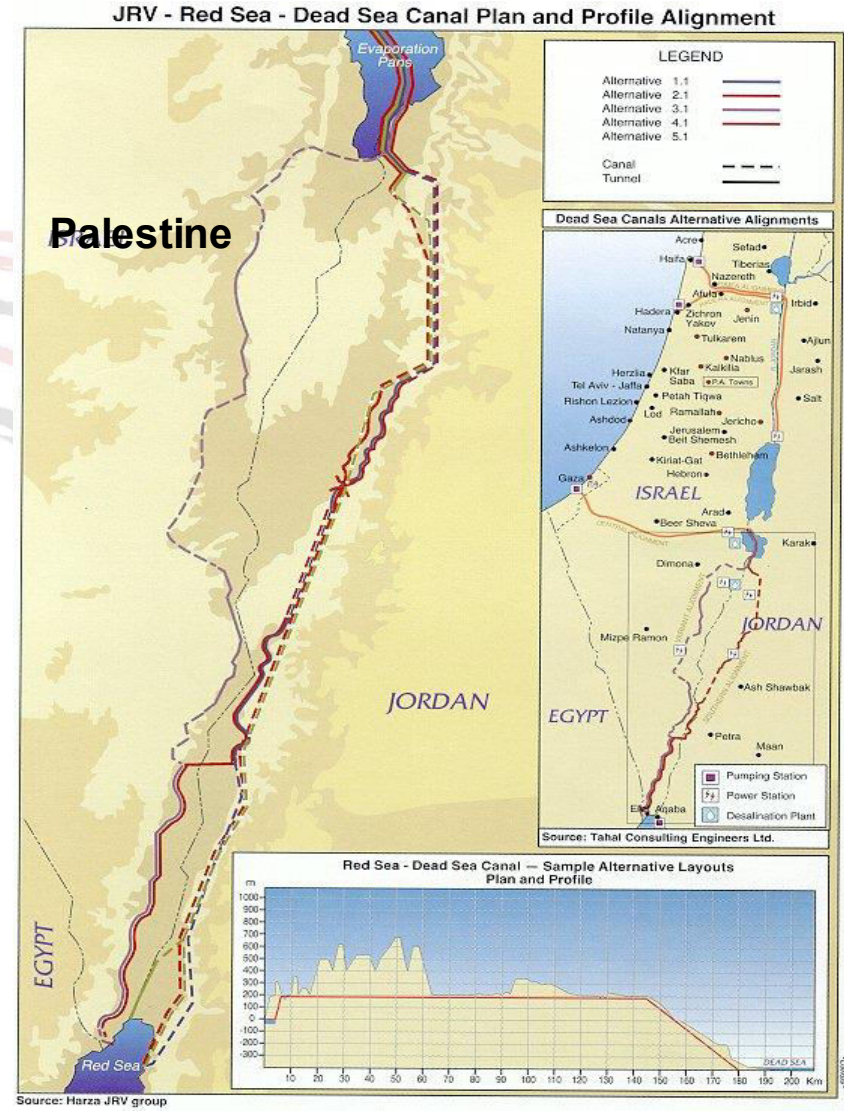 JRV - Red Sea - Dead Sea Canal Plan and Profile Alignment
Evaporation
Pans
Palestine
JORDAN
EGYPT
Red Sea
Source: Harza JRV group
LEGEND
Alternative 1.1
Alternative 2.1
Alternative 3.1
Alternative 4.1
Alternative 5.1
Canal
Tunnel
Dead Sea Canals Alternative Alignments
Acre
Sefad
Haifa
Tiberias
Nazareth
Afula
Hadera
Zichron
Yakov
Jenin
Irbid
Natanya
Tulkarem
Ajlun
Nablus
Herzlia
Kfar
Saba
Kalkilia
Jarash
Tel Aviv - Jaffa
P.A. Towns
Petah Tiqwa
Rishon Lezion
Salt
Lod
Ramallah
Ashdod
Jericho
Jerusalem
Beit Shemesh
Ashkelon
Kiriat-Gat
Bethlehem
Hebron
Gaza
ISRAEL
Arad
Beer Sheva
CENTRAL ALIGNMENT
Karak
Dimona
JORDAN
Mizpe Ramon
SOUTHERN ALIGNMENT
Ash Shawbak
EGYPT
Petra
Maan
Aqaba
Pumping Station
Power Station
Desalination Plant
Source: Tahal Consulting Engineers Ltd.
Red Sea - Dead Sea Canal — Sample Alternative Layouts
Plan and Profile
m
1000
900
800
700
600
500
400
300
200
100
0
-100
-200
-300
DEAD SEA
10 20 30 40 50 60 70 80 90 100 110 120 130 140 150 160 170 180 190 200 Km